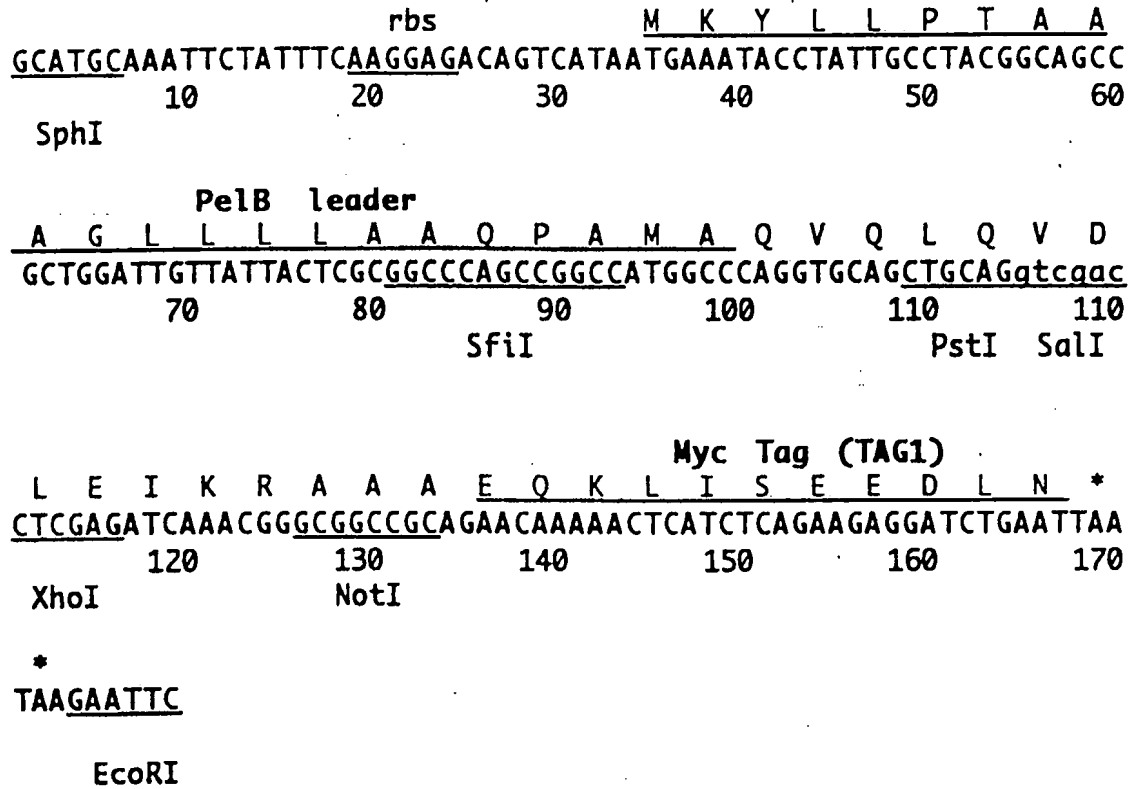 rbs M K Y L L P T A A
GCATGCAAATTCTATTTCAAGGAGACAGTCATAATGAAATACCTATTGCCTACGGCAGCC
10 20 30 40 50 60
SphI
PelB leader
A G L L L L A A Q P A M A Q V Q L Q V D
GCTGGATTGTTATTACTCGCGGCCCAGCCGGCCATGGCCCAGGTGCAGCTGCAGgtcgac
70 80 90 100 110 110
SfiI PstI SalI
Myc Tag (TAG1)
L E I K R A A A E Q K L I S E E D L N *
CTCGAGATCAAACGGGCGGCCGCAGAACAAAAACTCATCTCAGAAGAGGATCTGAATTAA
120 130 140 150 160 170
XhoI NotI
*
TAAGAATTC
EcoRI